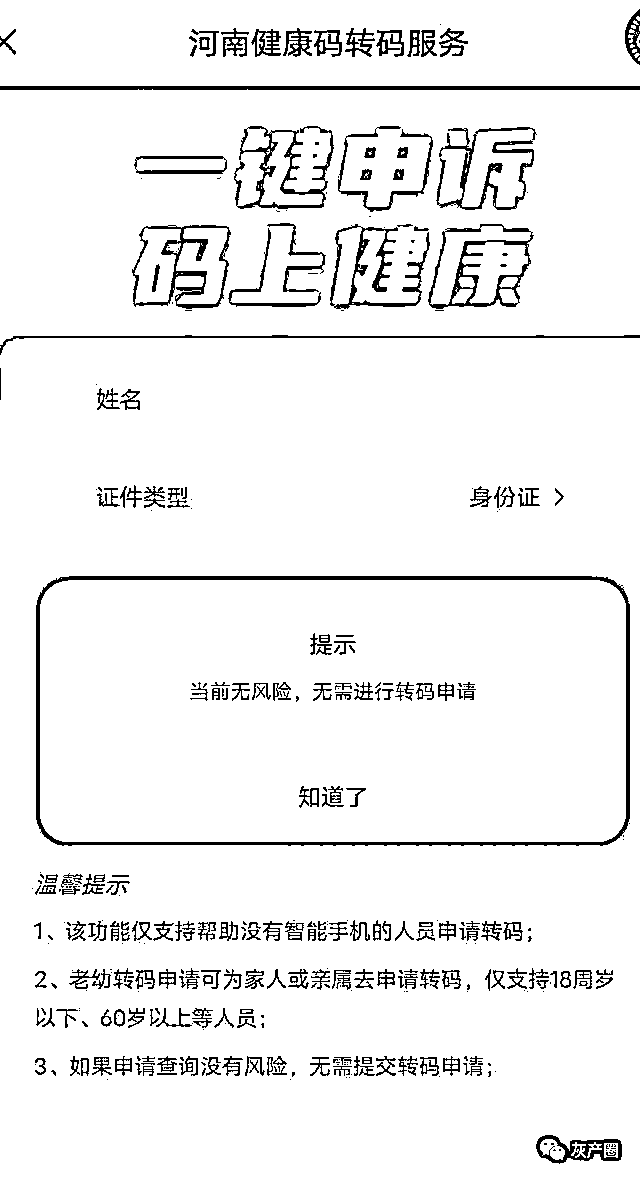 河南健康码转码服务
一键申诉
码上健康
姓名
证件类型 身份证
提示
当前无风险，无需进行转码申请
知道了
温馨提示
1、该功能仅支持帮助没有智能手机的人员申请转码；
2、老幼转码申请可为家人或亲属去申请转码，仅支持18周岁
以下、60岁以上等人员；
3、如果申请查询没有风险，无需提交转码申请；
灰产圈